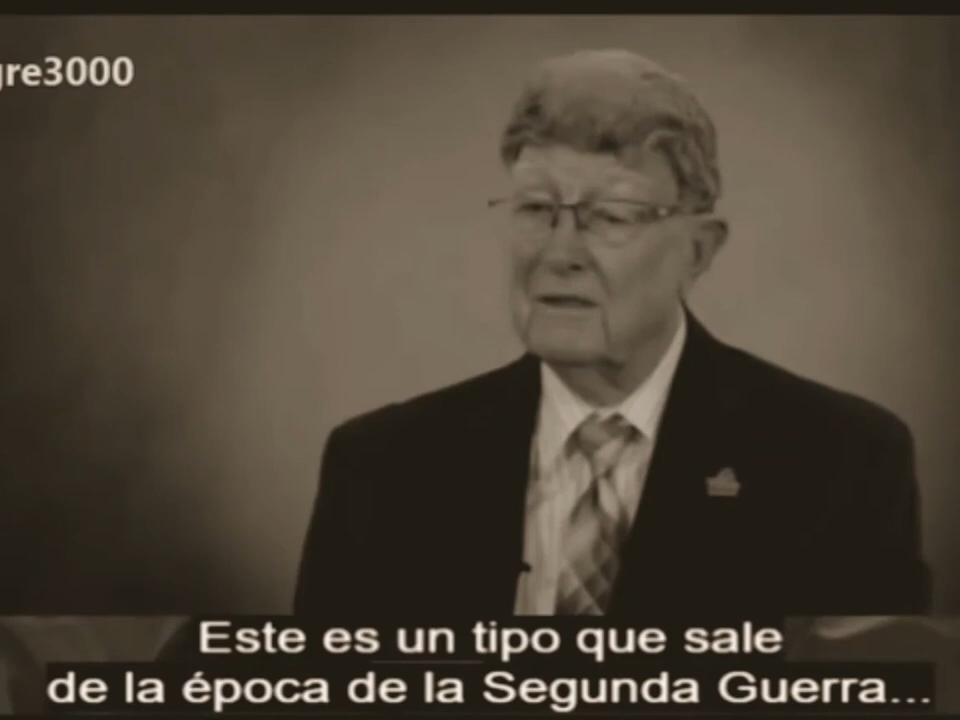 gre3000
Este es un tipo que sale
de la época de la Segunda Guerra...